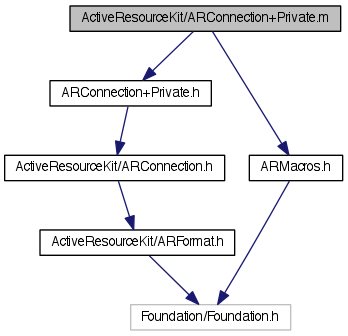 ActiveResourceKit/ARConnection+Private.m
ARConnection+Private.h
ActiveResourceKit/ARConnection.h
ARMacros.h
ActiveResourceKit/ARFormat.h
Foundation/Foundation.h